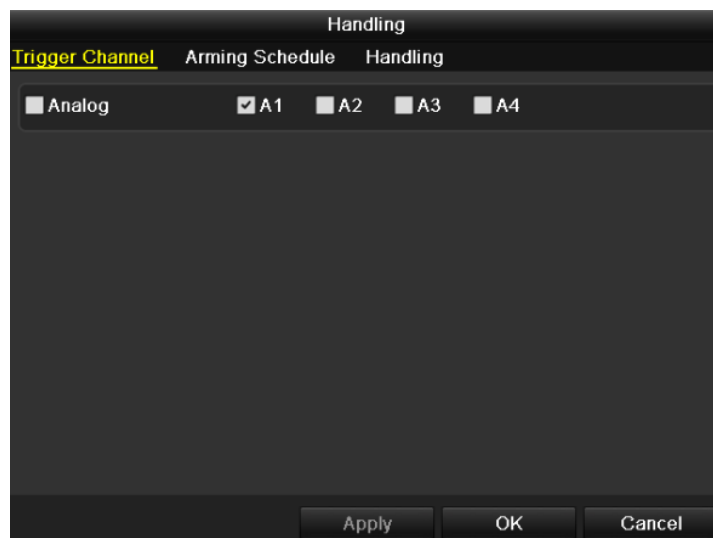 Handling
Trigger Channel Arming Schedule Handling
Analog A1 A2 A3 A4
Apply OK Cancel